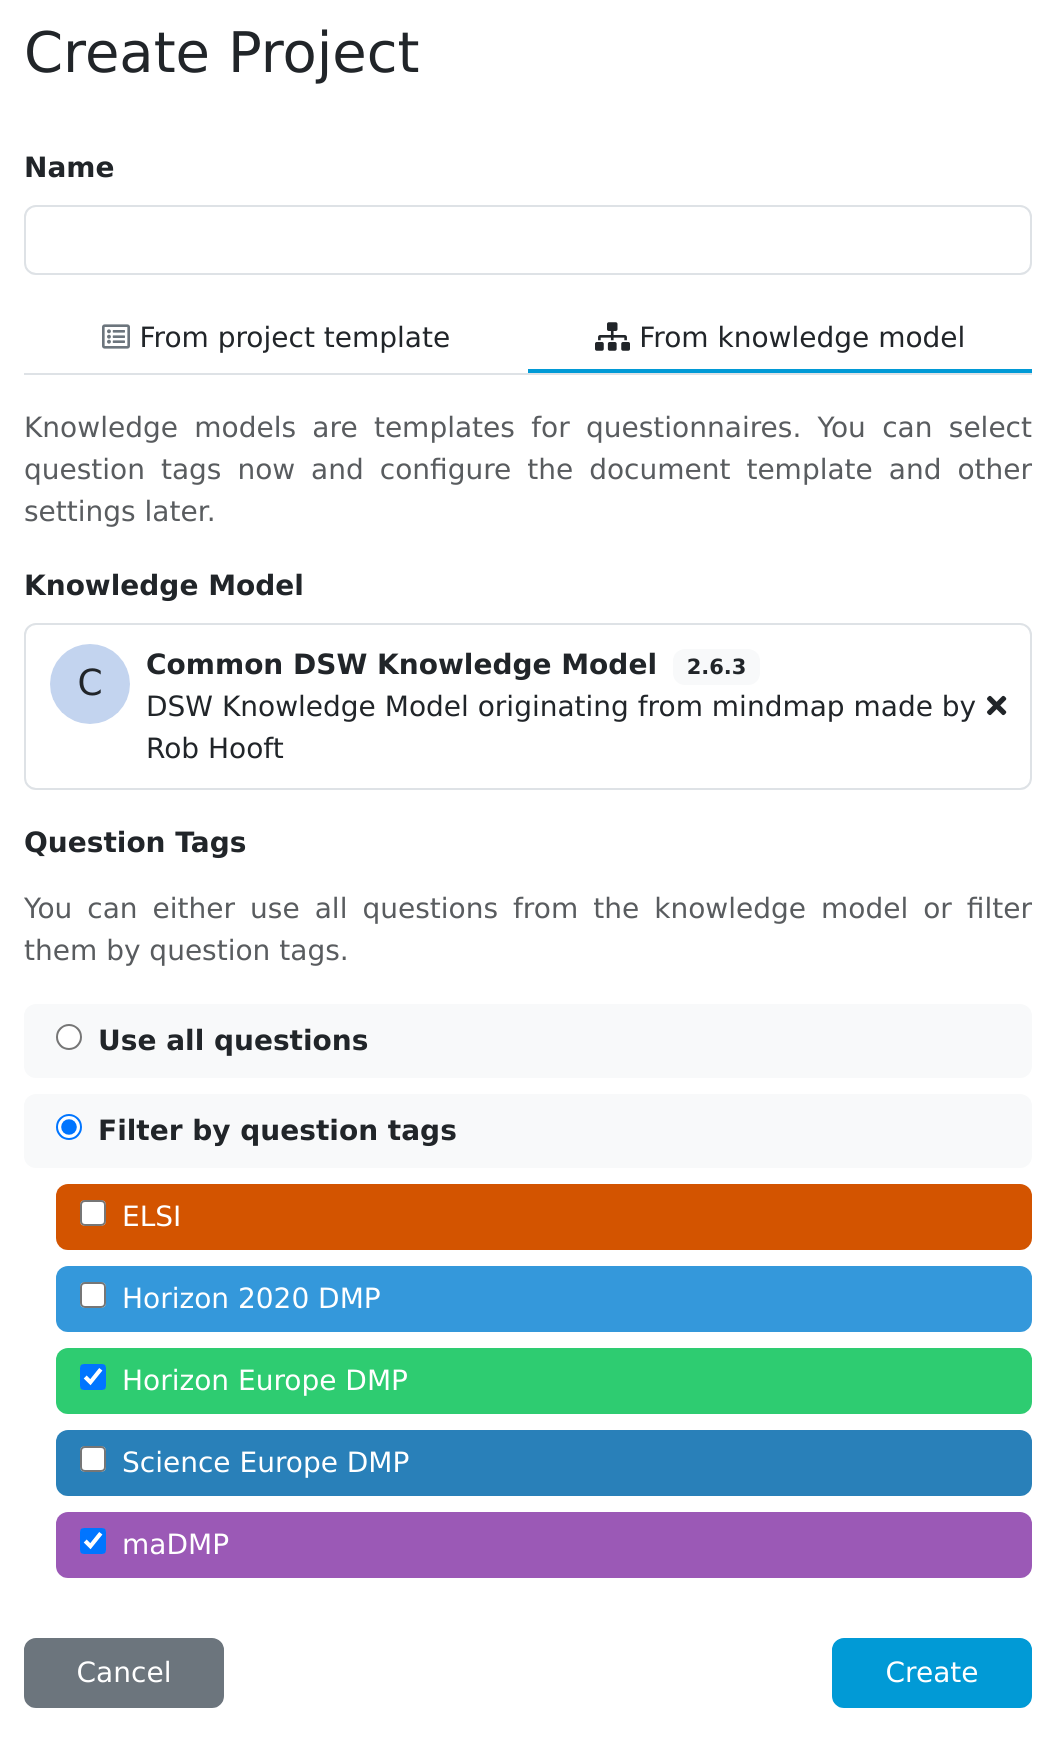 Create Project
Name
From project template
From knowledge model
Knowledge models are templates for questionnaires. You can select
question tags now and configure the document template and other
settings later.
Knowledge Model
C
Common DSW Knowledge Model 2.6.3
DSW Knowledge Model originating from mindmap made by
Rob Hooft
Question Tags
You can either use all questions from the knowledge model or filter
them by question tags.
Use all questions
Filter by question tags
ELSI
Horizon 2020 DMP
Horizon Europe DMP
Science Europe DMP
maDMP
Cancel
Create